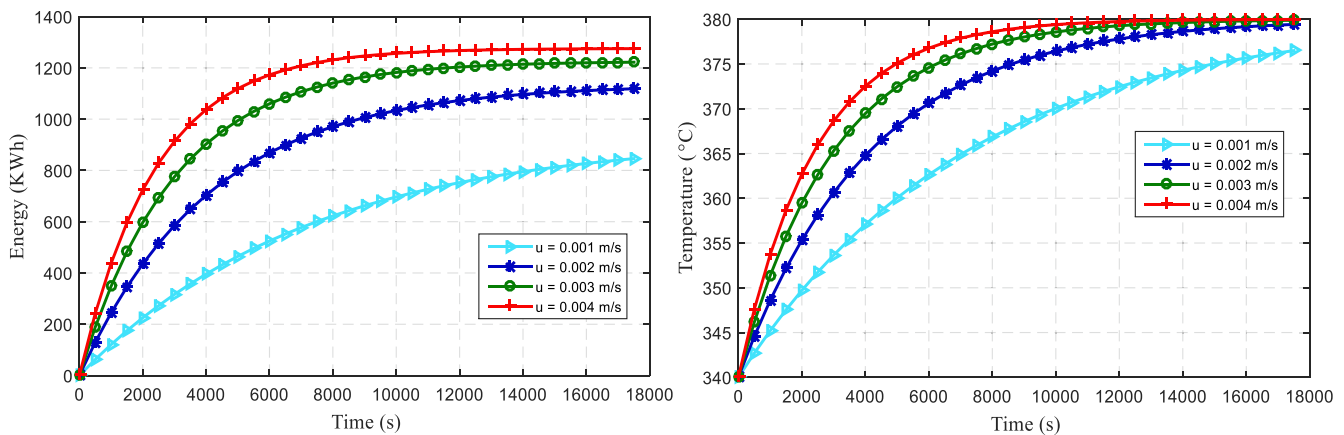 1400
1200
1000
800
600
400
200
0
Energy (KWh)
0 2000 4000 6000 8000 10000 12000 14000 16000 18000
Time (s)
u = 0.001 m/s
u = 0.002 m/s
u = 0.003 m/s
u = 0.004 m/s
380
375
370
365
360
355
350
345
340
Temperature ( °C)
0 2000 4000 6000 8000 10000 12000 14000 16000 18000
Time (s)
u = 0.001 m/s
u = 0.002 m/s
u = 0.003 m/s
u = 0.004 m/s